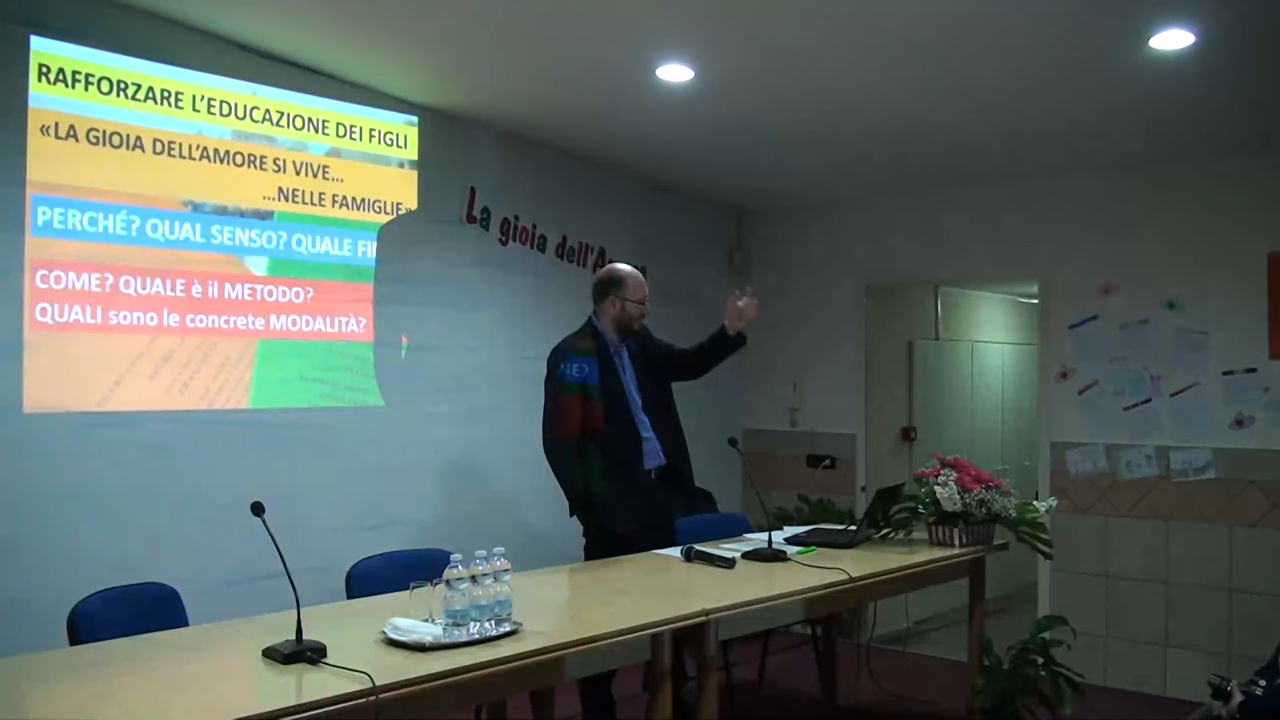 RAFFORZARE L'EDUCAZIONE DEI FIGLI
«LA GIOIA DELL'AMORE SI VIVE...
...NELLE FAMIGLIE»
PERCHÉ? QUAL SENSO? QUALE FI
COME? QUALE è il METODO?
QUALI sono le concrete MODALITÀ?
La gioia dell'A